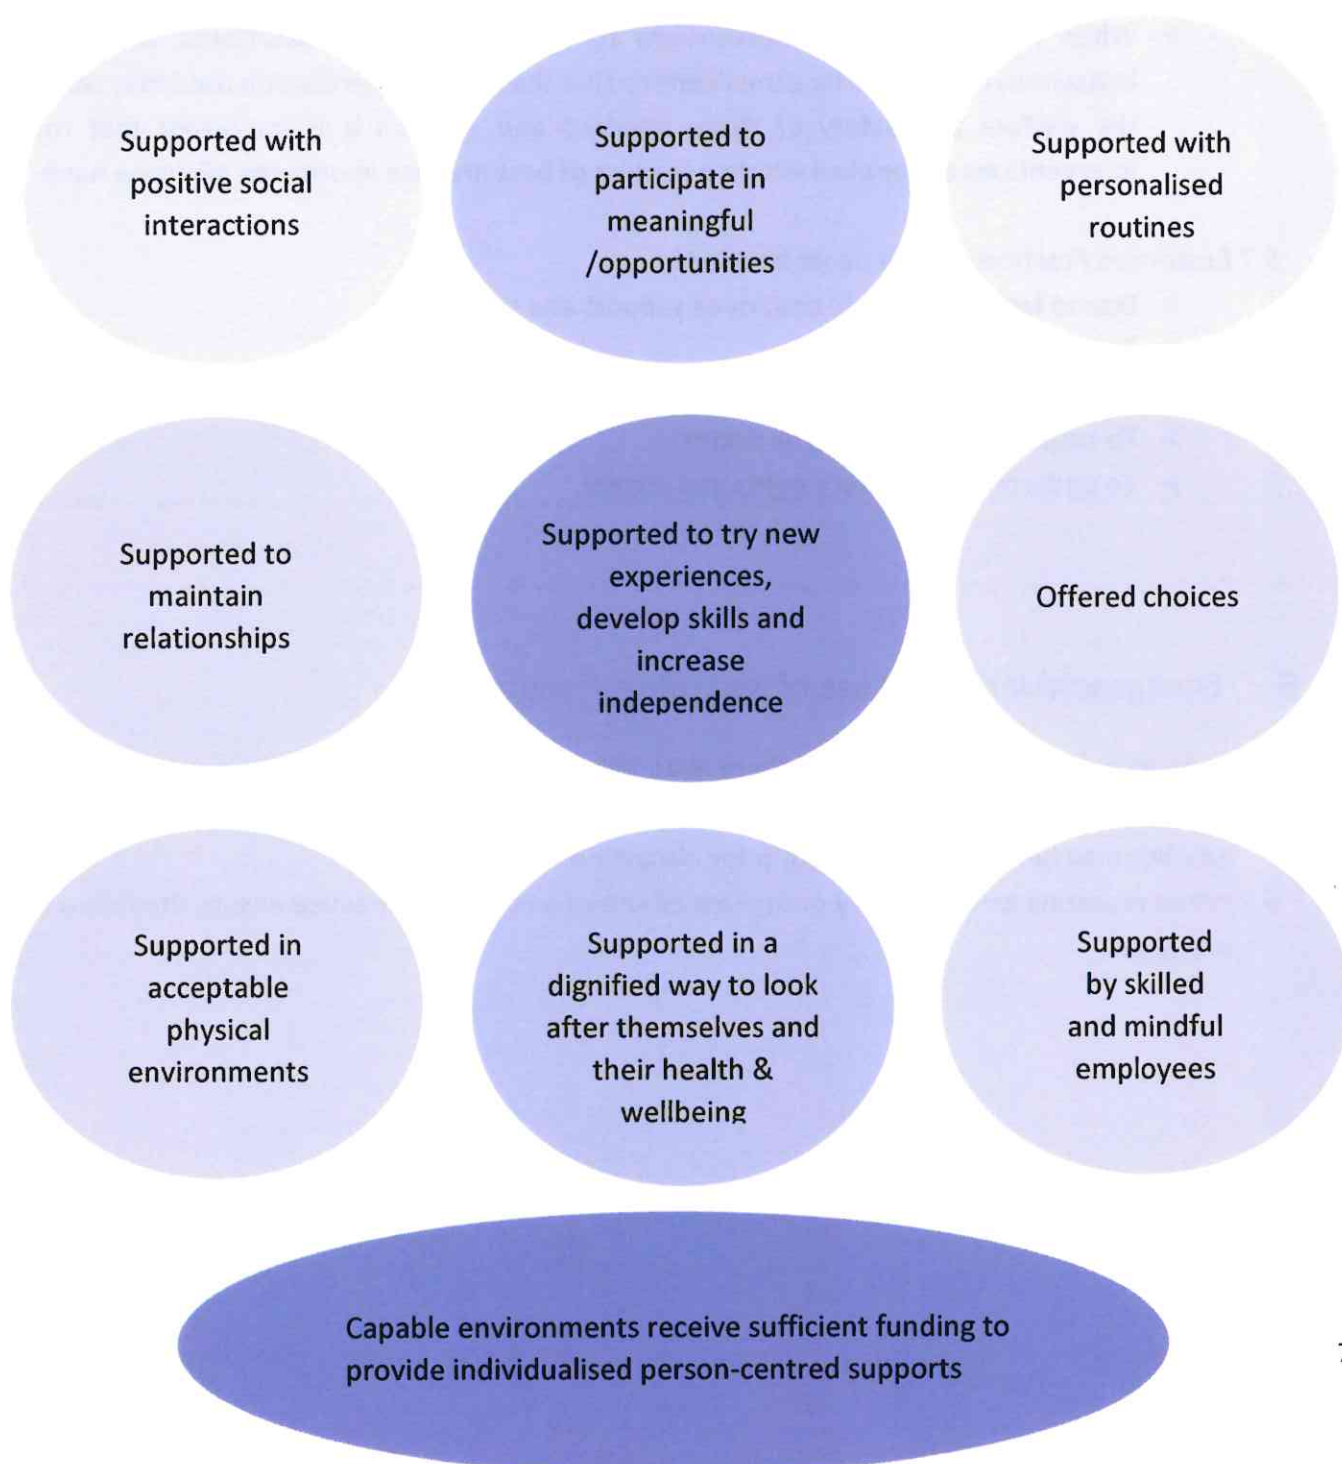 Supported with
positive social
interactions
Supported to
participate in
meaningful
/opportunities
Supported with
personalised
routines
Supported to
maintain
relationships
Supported to try new
experiences,
develop skills and
increase
independence
Offered choices
Supported in
acceptable
physical
environments
Supported in a
dignified way to look
after themselves and
their health &
wellbeing
Supported
by skilled
and mindful
employees
Capable environments receive sufficient funding to
provide individualised person-centred supports